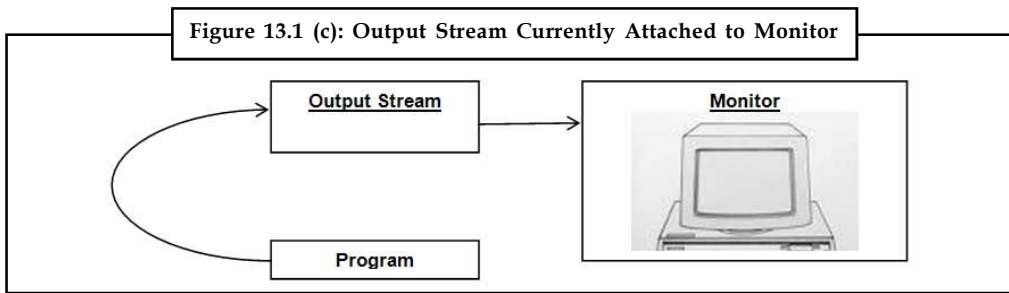 Figure 13.1 (c): Output Stream Currently Attached to Monitor
Output Stream
Monitor
Program